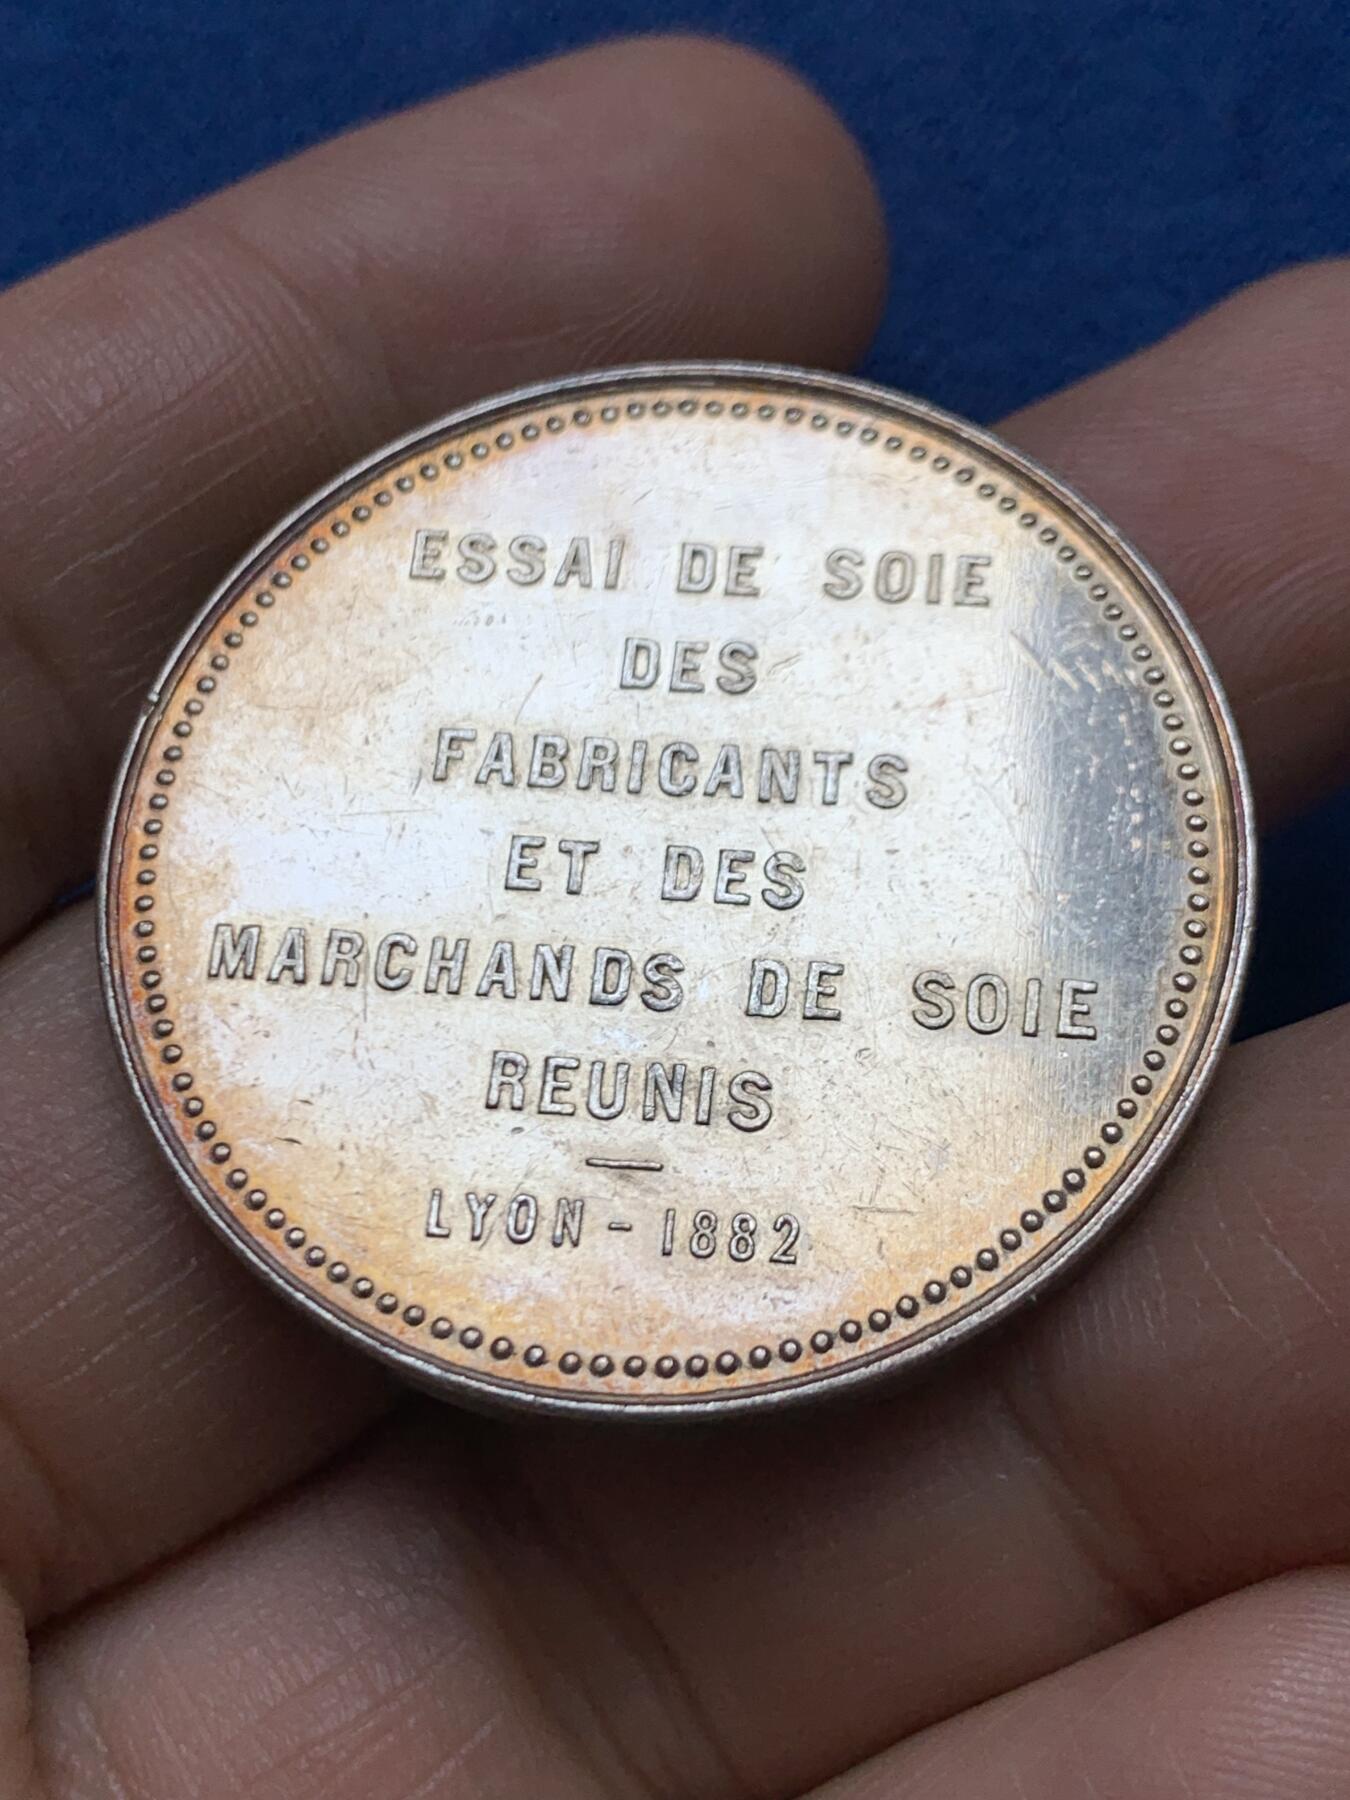 ESSAI DE SOIE
DES
FABRICANTS
ET DES
MARCHANDS DE SOIE
REUNIS
LYON - 1882